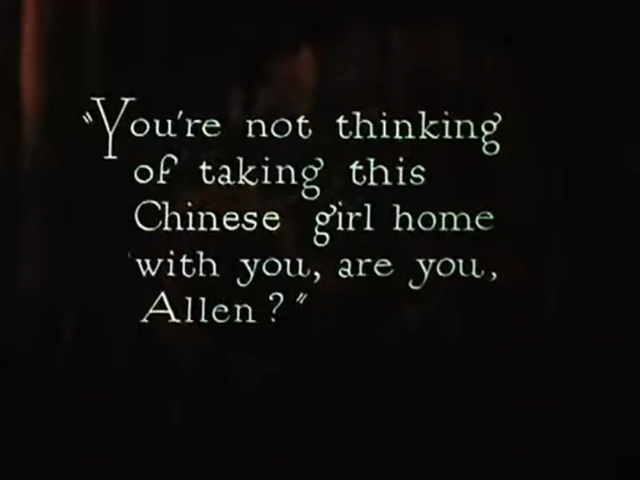 "You're not thinking
of taking this
Chinese girl home
with you, are you,
Allen?"